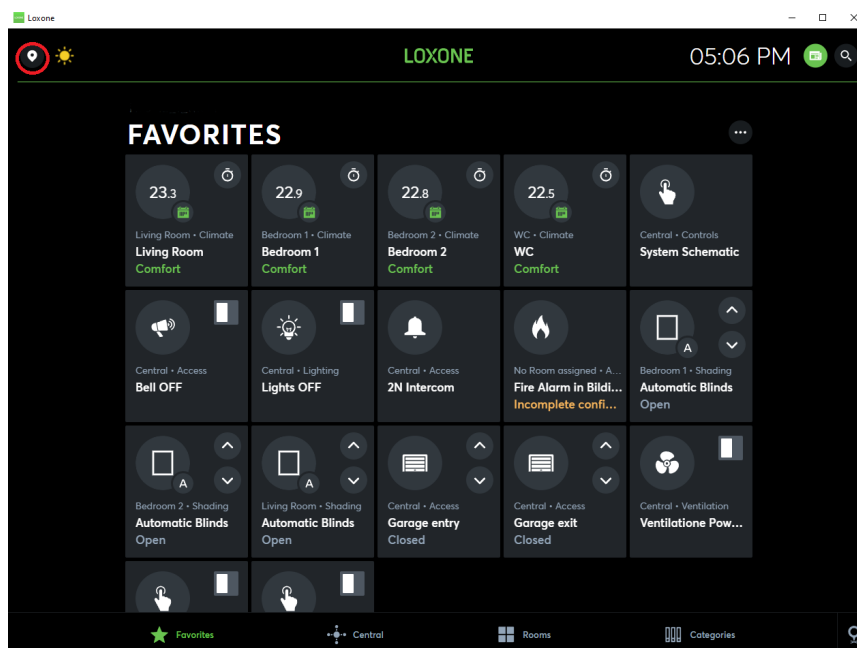 Loxone
LOXONE
05:06 PM
FAVORITES
23.3
Living Room • Climate
Living Room
Comfort
22.9
Bedroom 1 • Climate
Bedroom 1
Comfort
22.8
Bedroom 2 • Climate
Bedroom 2
Comfort
22.5
WC • Climate
WC
Comfort
Central • Controls
System Schematic
Central • Access
Bell OFF
Central • Lighting
Lights OFF
Central • Access
2N Intercom
No Room assigned • A...
Fire Alarm in Bildi...
Incomplete confi...
A
Bedroom 1 • Shading
Automatic Blinds
Open
A
Bedroom 2 • Shading
Automatic Blinds
Open
A
Living Room • Shading
Automatic Blinds
Open
Central • Access
Garage entry
Closed
Central • Access
Garage exit
Closed
Central • Ventilation
Ventilatione Pow...
Favorites
Central
Rooms
Categories